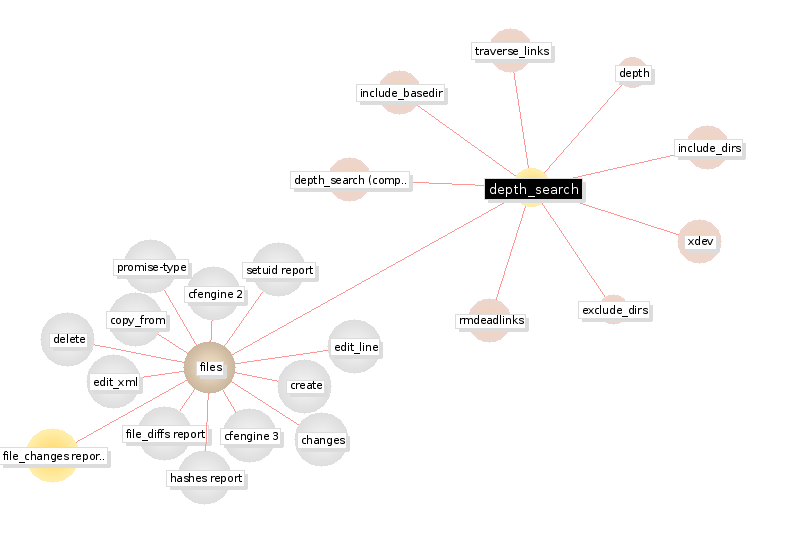 traverse_links
depth
include_basedir
include_dirs
depth_search (comp..
depth_search
xdev
promise-type
setuid report
cfengine 2
exclude_dirs
copy_from
rmdeadlinks
delete
edit_line
files
edit_xml
create
file_diffs report
cfengine 3
changes
file_changes repor..
hashes report